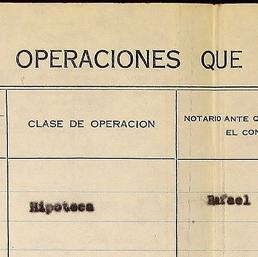 OPERACIONES QUE
CLASE DE OPERACION
NOTARIO ANTE Q
EL CON
Hipoteca
Rafael